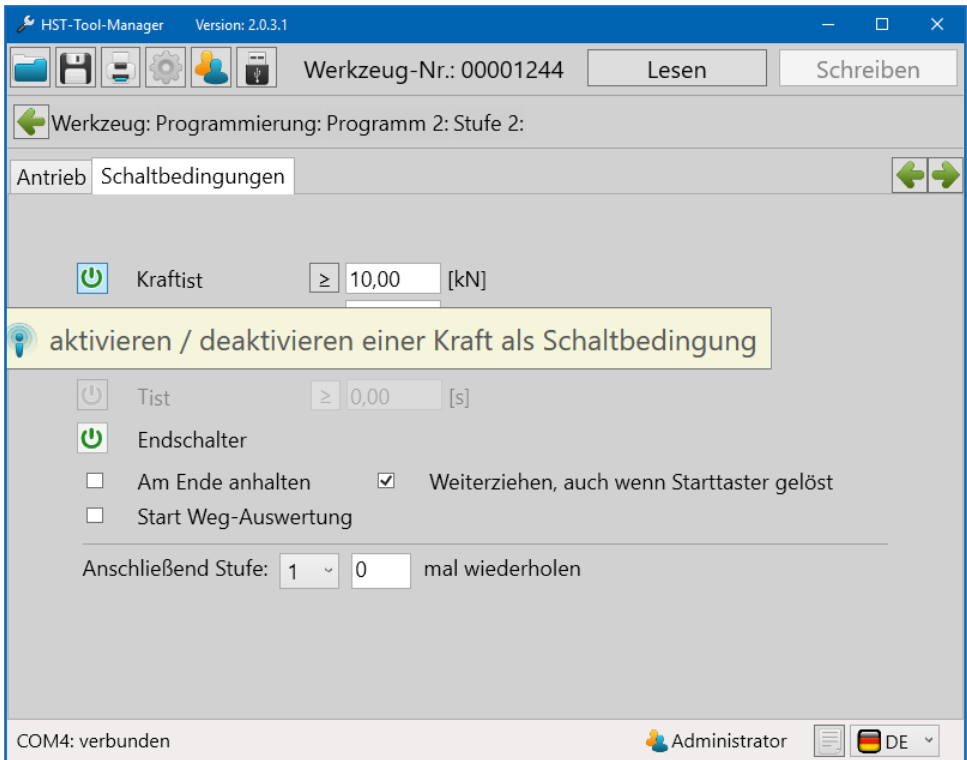 HST-Tool-Manager Version: 2.0.3.1
Werkzeug-Nr.: 00001244 Lesen Schreiben
Werkzeug: Programmierung: Programm 2: Stufe 2:
Antrieb Schaltbedingungen
Kraftist ≥ 10,00 [kN]
aktivieren / deaktivieren einer Kraft als Schaltbedingung
Tist ≥ 0,00 [s]
Endschalter
Am Ende anhalten Weiterziehen, auch wenn Starttaster gelöst
Start Weg-Auswertung
Anschließend Stufe: 1 0 mal wiederholen
COM4: verbunden Administrator DE